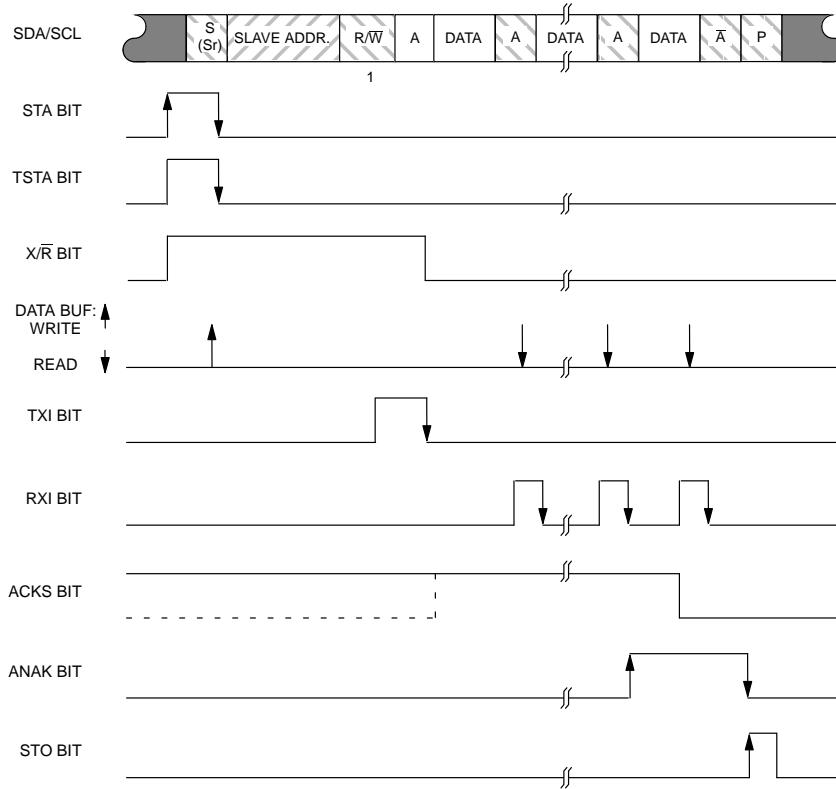 SDA/SCL
S
(Sr)
SLAVE ADDR.
R/W̅
A
DATA
A
DATA
A
DATA
A̅
P
1
STA BIT
TSTA BIT
X/R̅ BIT
DATA BUF:
WRITE
READ
TXI BIT
RXI BIT
ACKS BIT
ANAK BIT
STO BIT